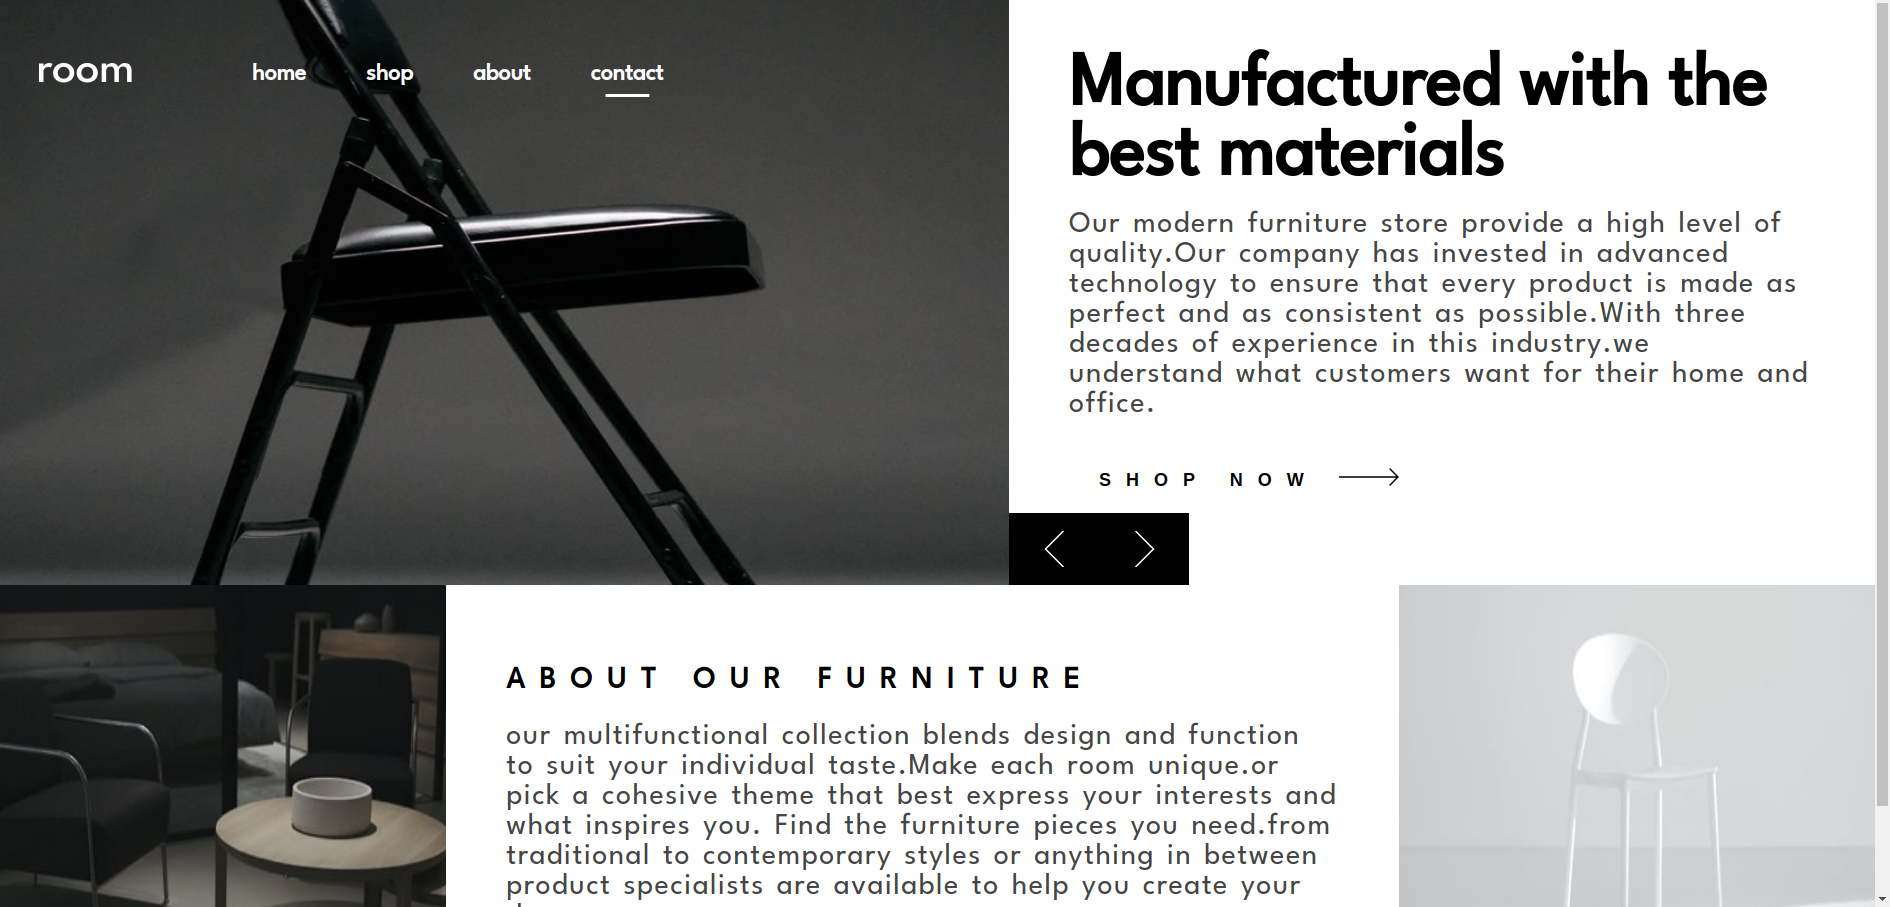 room
home shop about contact
Manufactured with the
best materials
Our modern furniture store provide a high level of
quality.Our company has invested in advanced
technology to ensure that every product is made as
perfect and as consistent as possible.With three
decades of experience in this industry.we
understand what customers want for their home and
office.
SHOP NOW
ABOUT OUR FURNITURE
our multifunctional collection blends design and function
to suit your individual taste.Make each room unique.or
pick a cohesive theme that best express your interests and
what inspires you. Find the furniture pieces you need.from
traditional to contemporary styles or anything in between
product specialists are available to help you create your